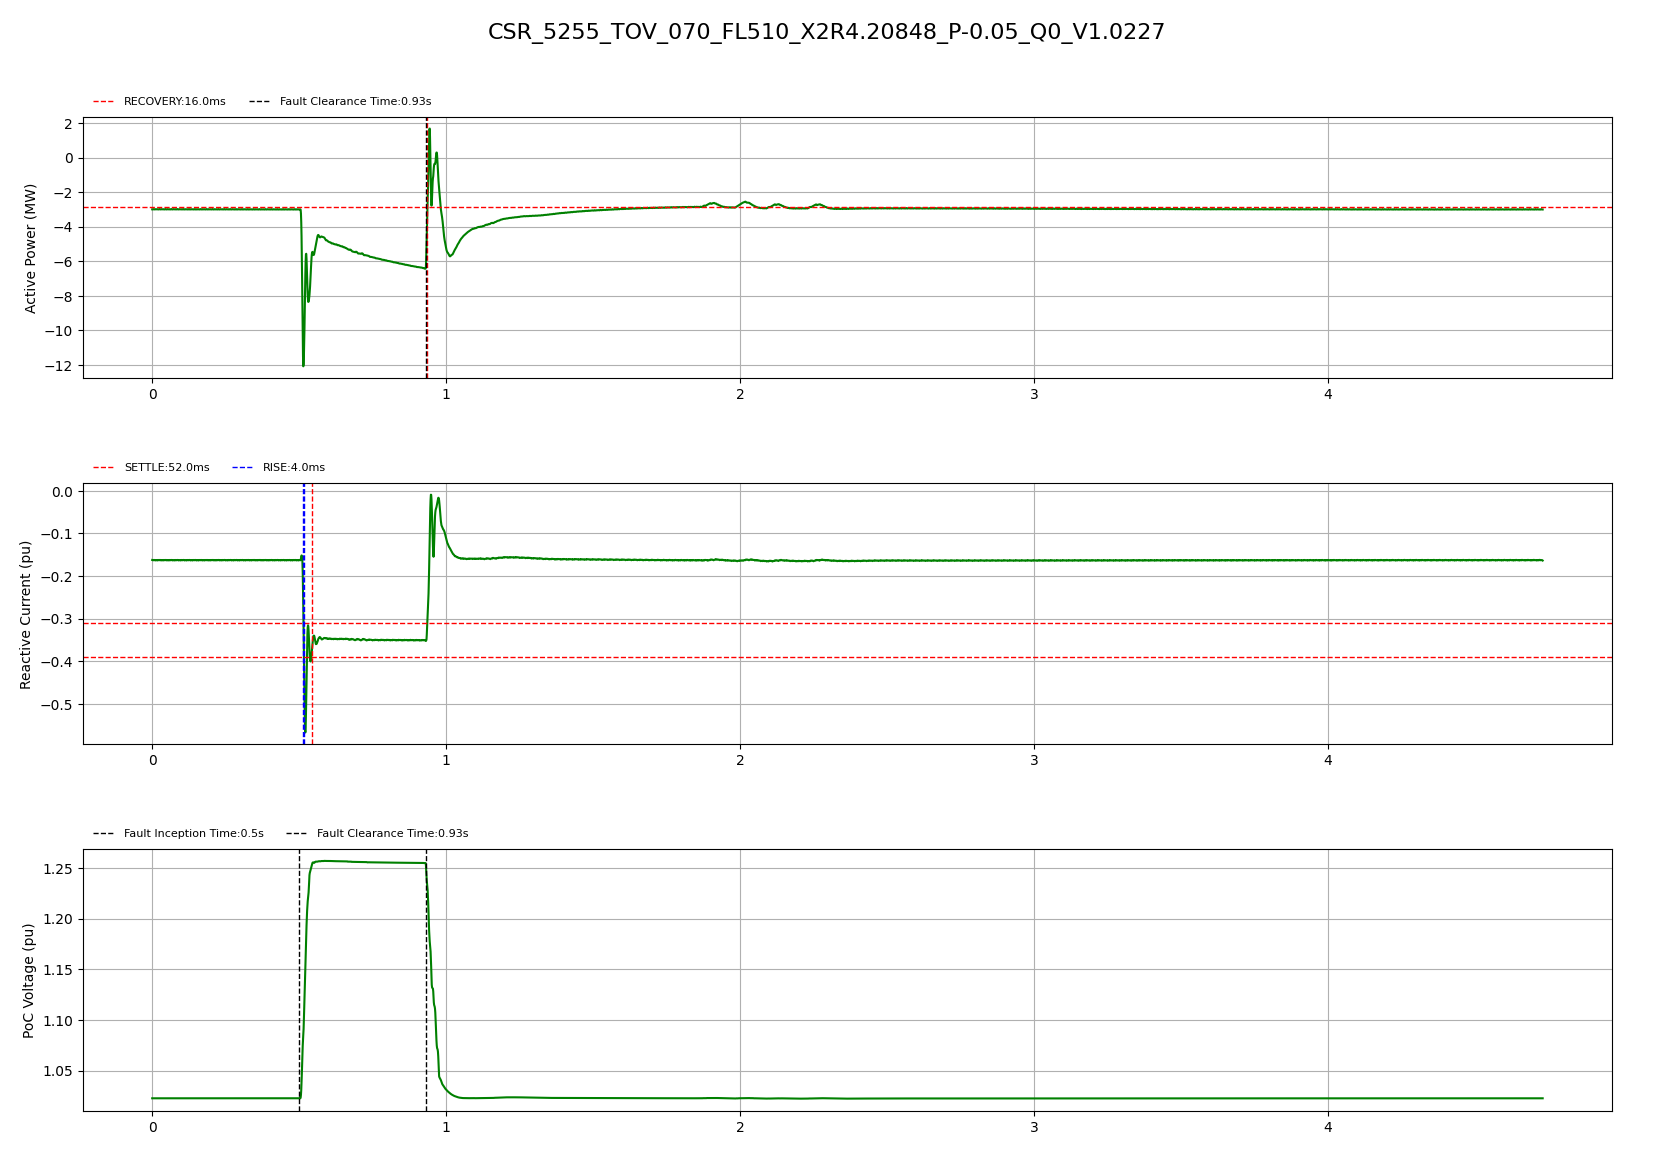 CSR_5255_TOV_070_FL510_X2R4.20848_P-0.05_Q0_V1.0227
RECOVERY:16.0ms Fault Clearance Time:0.93s
Active Power (MW)
2
0
−2
−4
−6
−8
−10
−12
0 1 2 3 4
SETTLE:52.0ms RISE:4.0ms
Reactive Current (pu)
0.0
−0.1
−0.2
−0.3
−0.4
−0.5
0 1 2 3 4
Fault Inception Time:0.5s Fault Clearance Time:0.93s
PoC Voltage (pu)
1.25
1.20
1.15
1.10
1.05
0 1 2 3 4